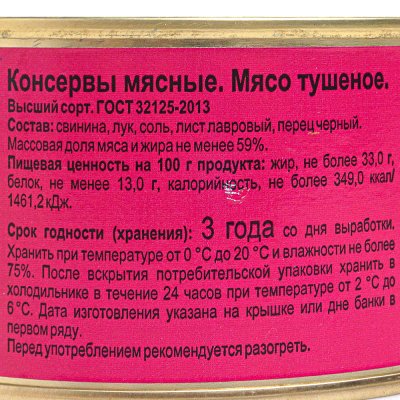 Консервы мясные. Мясо тушеное.
Высший сорт. ГОСТ 32125-2013
Состав: свинина, лук, соль, лист лавровый, перец черный.
Массовая доля мяса и жира не менее 59%.
Пищевая ценность на 100 г продукта: жир, не более 33,0 г,
белок, не менее 13,0 г, калорийность, не более 349,0 ккал/
1461,2 кДж.
Срок годности (хранения): 3 года со дня выработки.
Хранить при температуре от 0 °С до 20 °С и влажности не более
75%. После вскрытия потребительской упаковки хранить в
холодильнике в течение 24 часов при температуре от 2 °С до
6 °С. Дата изготовления указана на крышке или дне банки в
первом ряду.
Перед употреблением рекомендуется разогреть.